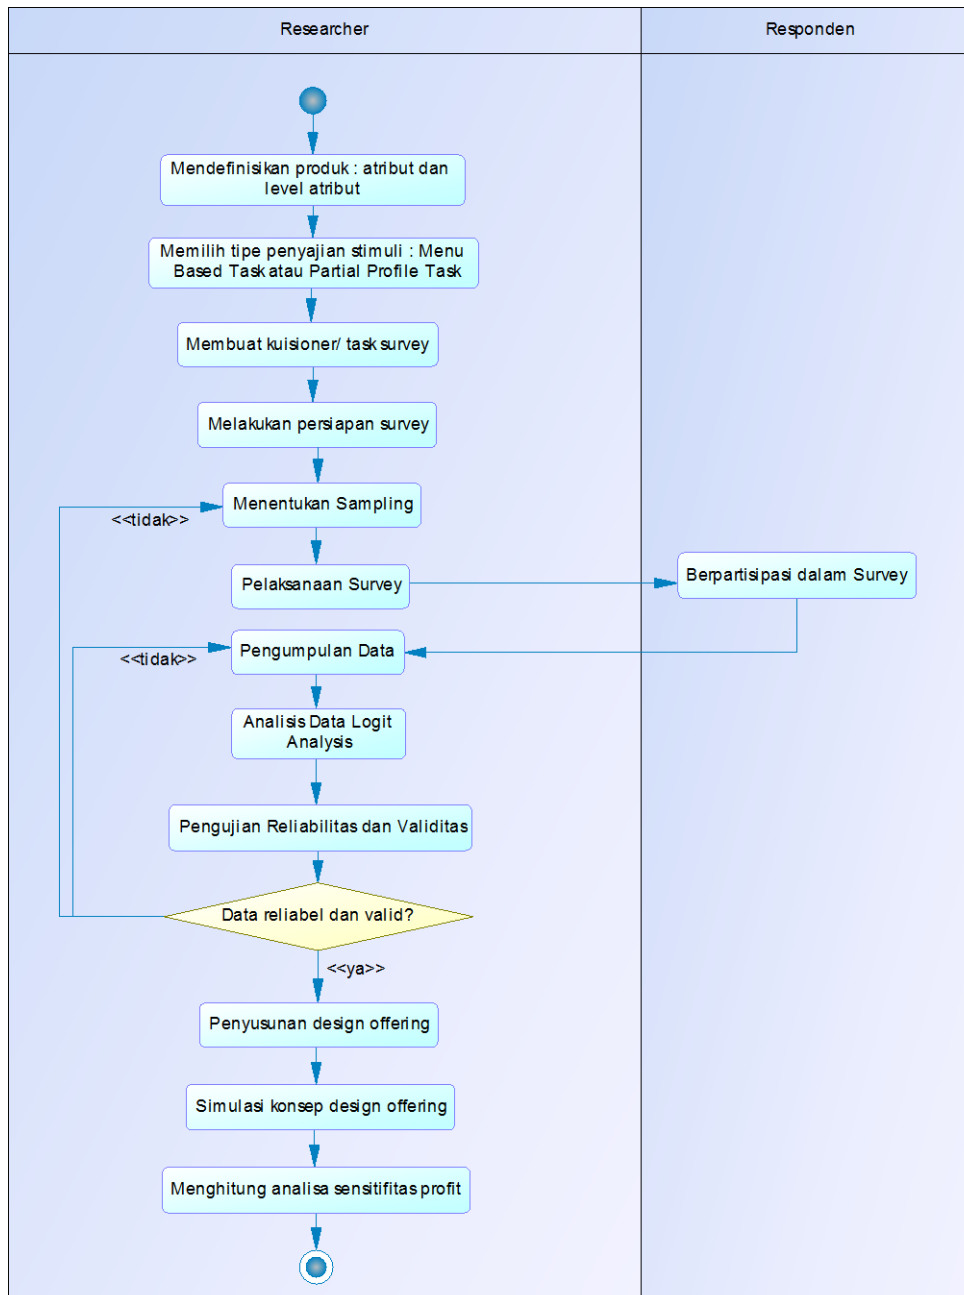 Researcher
Responden
Mendefinisikan produk : atribut dan
level atribut
Memilih tipe penyajian stimuli : Menu
Based Task atau Partial Profile Task
Membuat kuisioner/ task survey
Melakukan persiapan survey
Menentukan Sampling
<<tidak>>
Pelaksanaan Survey
Berpartisipasi dalam Survey
Pengumpulan Data
<<tidak>>
Analisis Data Logit
Analysis
Pengujian Reliabilitas dan Validitas
Data reliabel dan valid?
<<ya>>
Penyusunan design offering
Simulasi konsep design offering
Menghitung analisa sensitifitas profit